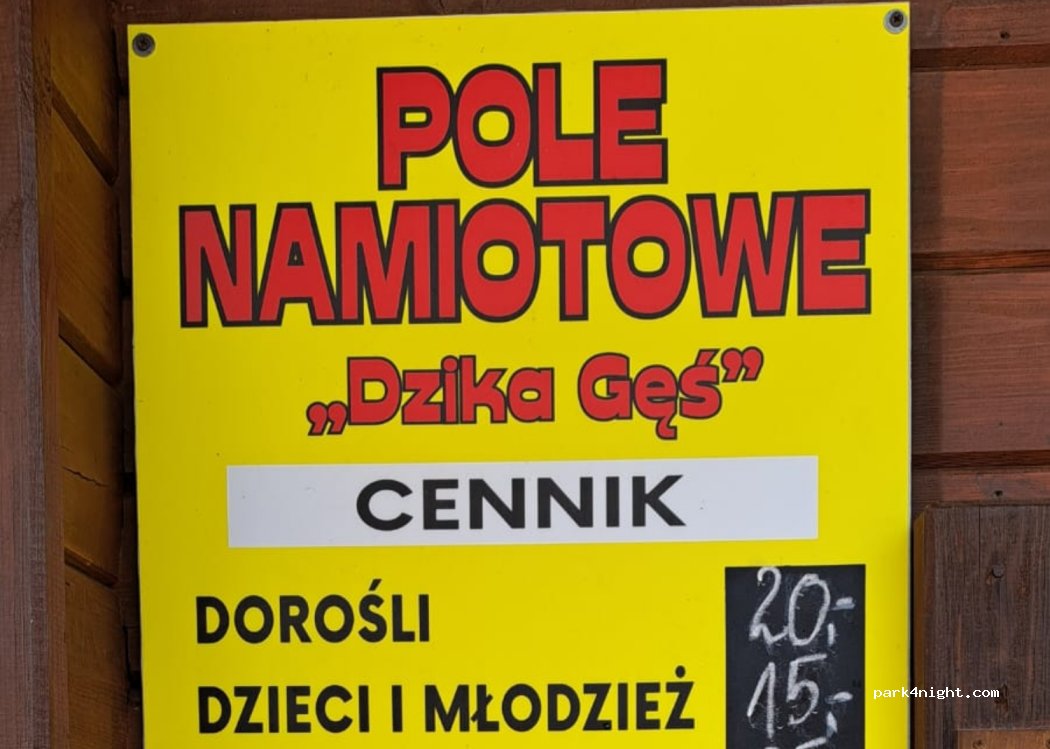 POLE
NAMIOTOWE
„Dzika Gęś”
CENNIK
DOROŚLI 20,-
DZIECI I MŁODZIEŻ 15,-
park4night.com